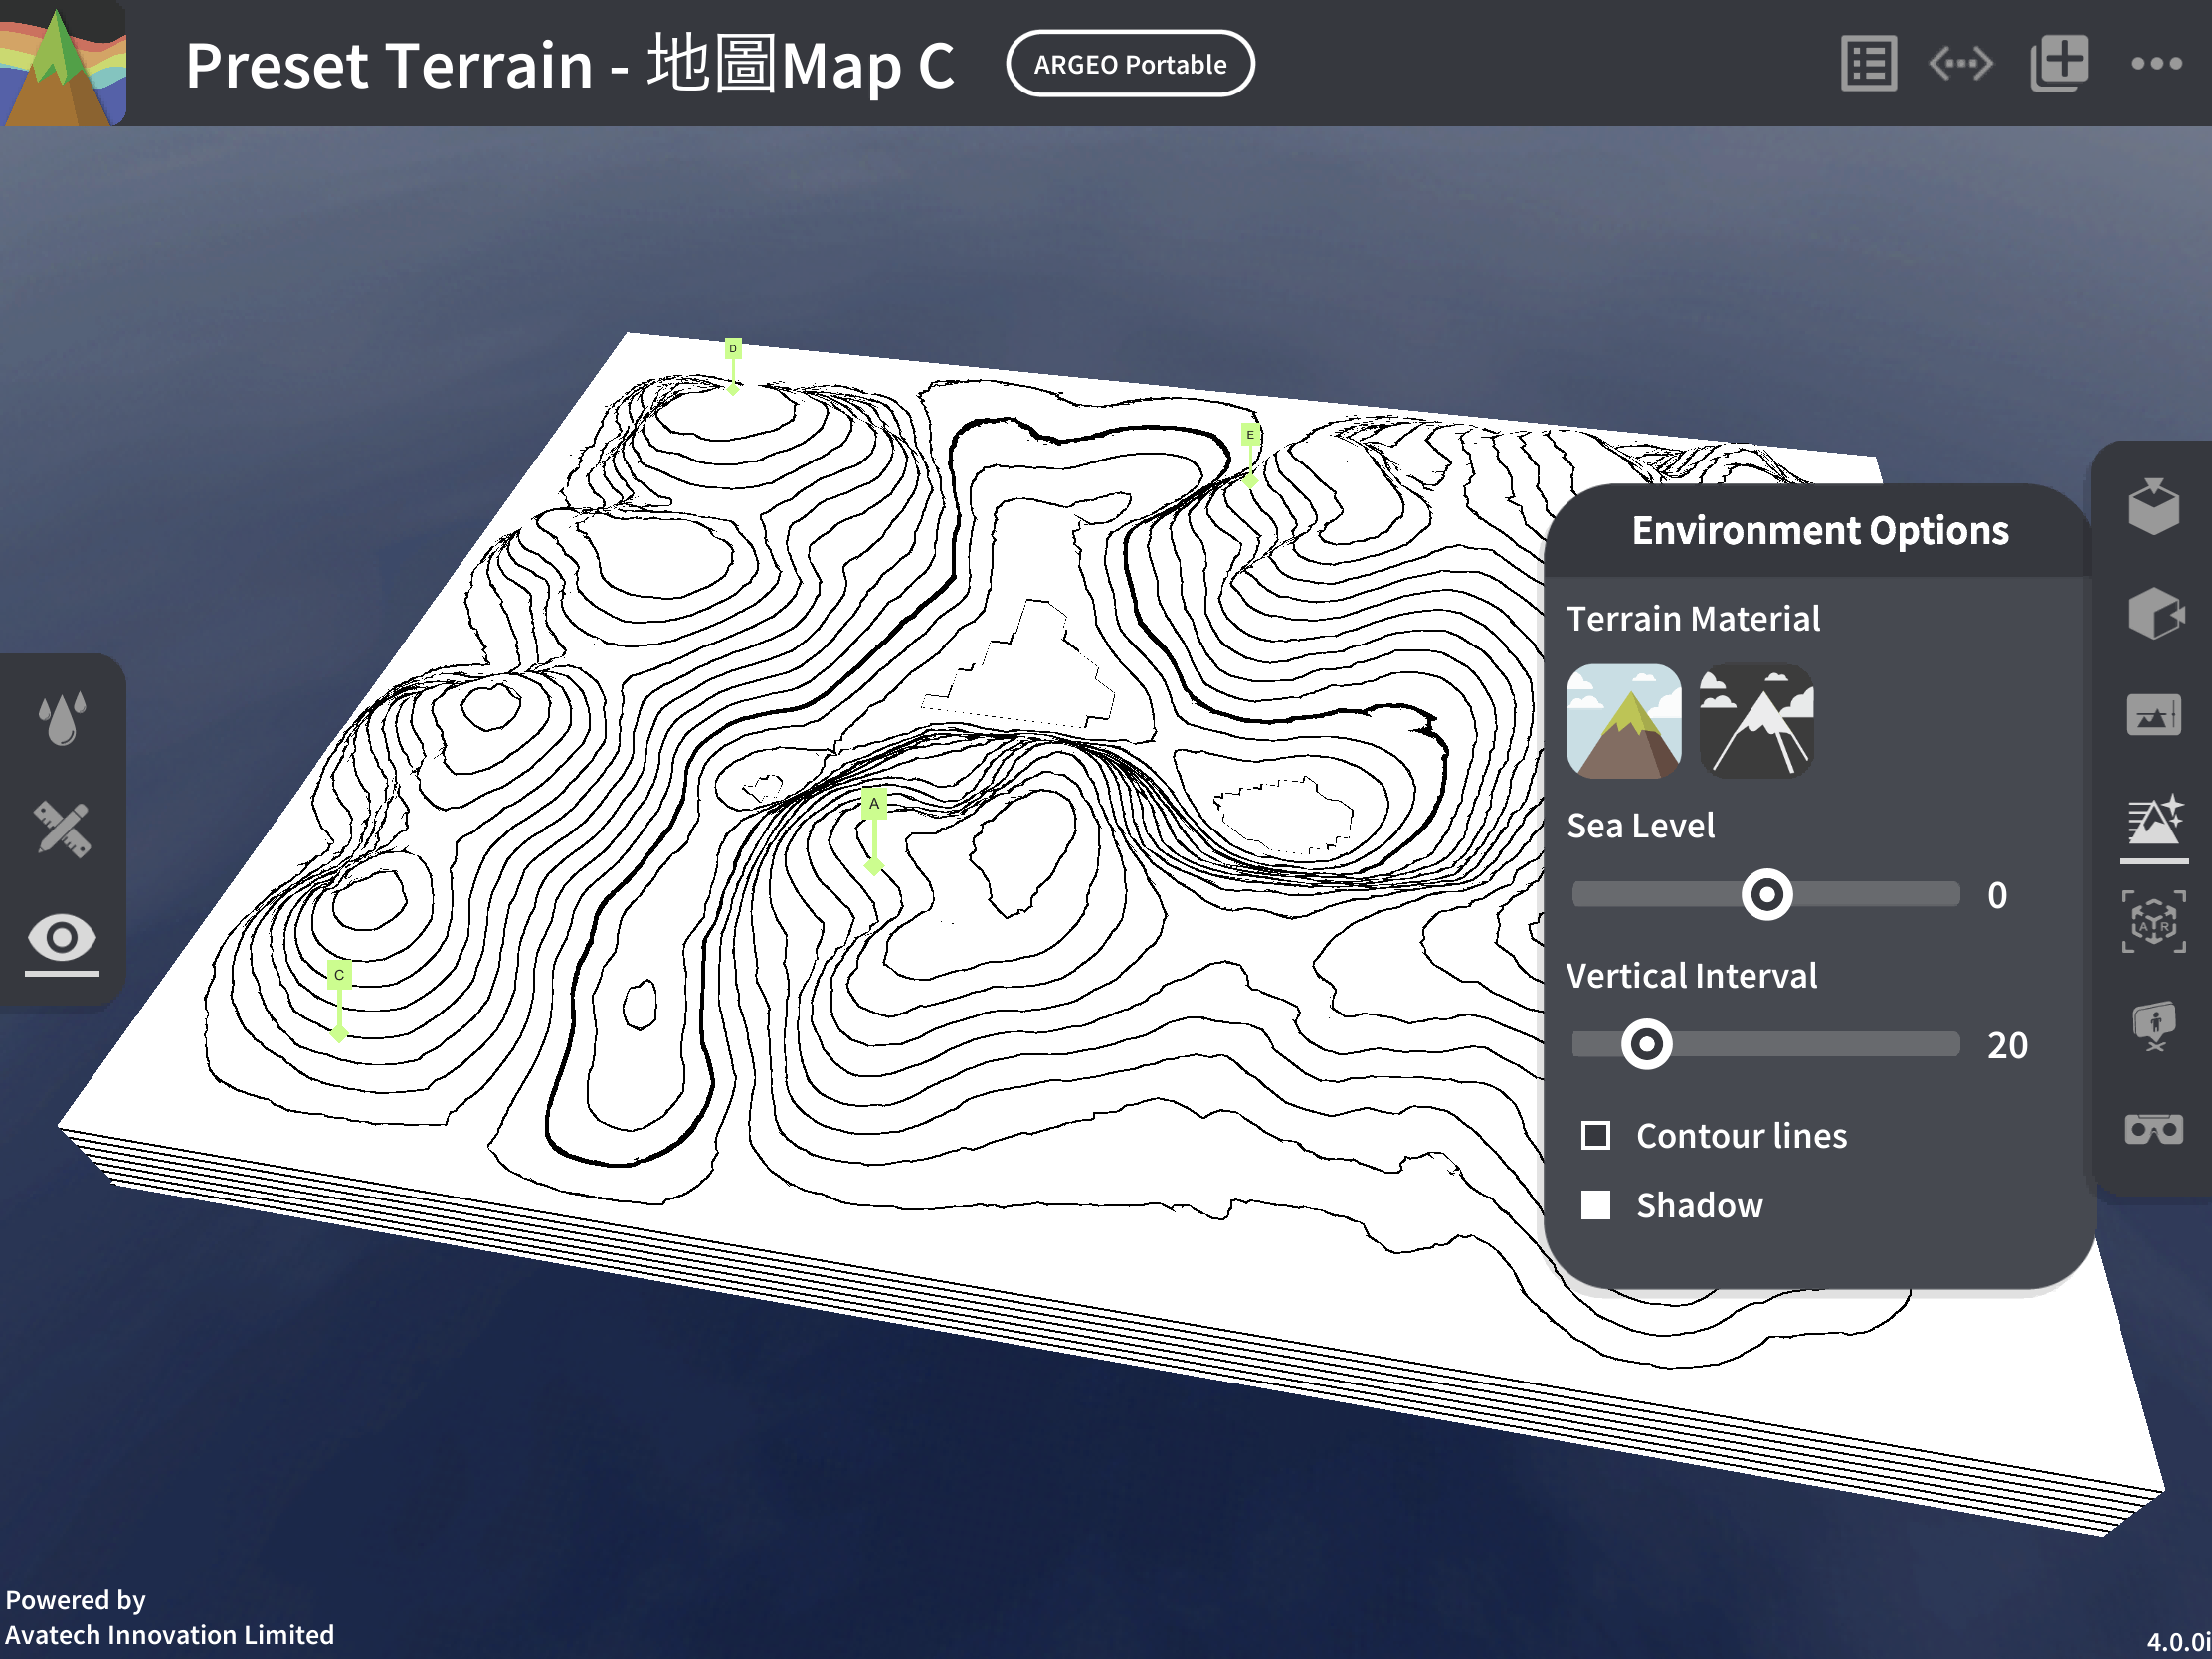 Preset Terrain - 地圖Map C
ARGEO Portable
D
E
A
C
Environment Options
Terrain Material
Sea Level
0
Vertical Interval
20
Contour lines
Shadow
AR
Powered by
Avatech Innovation Limited
4.0.0i